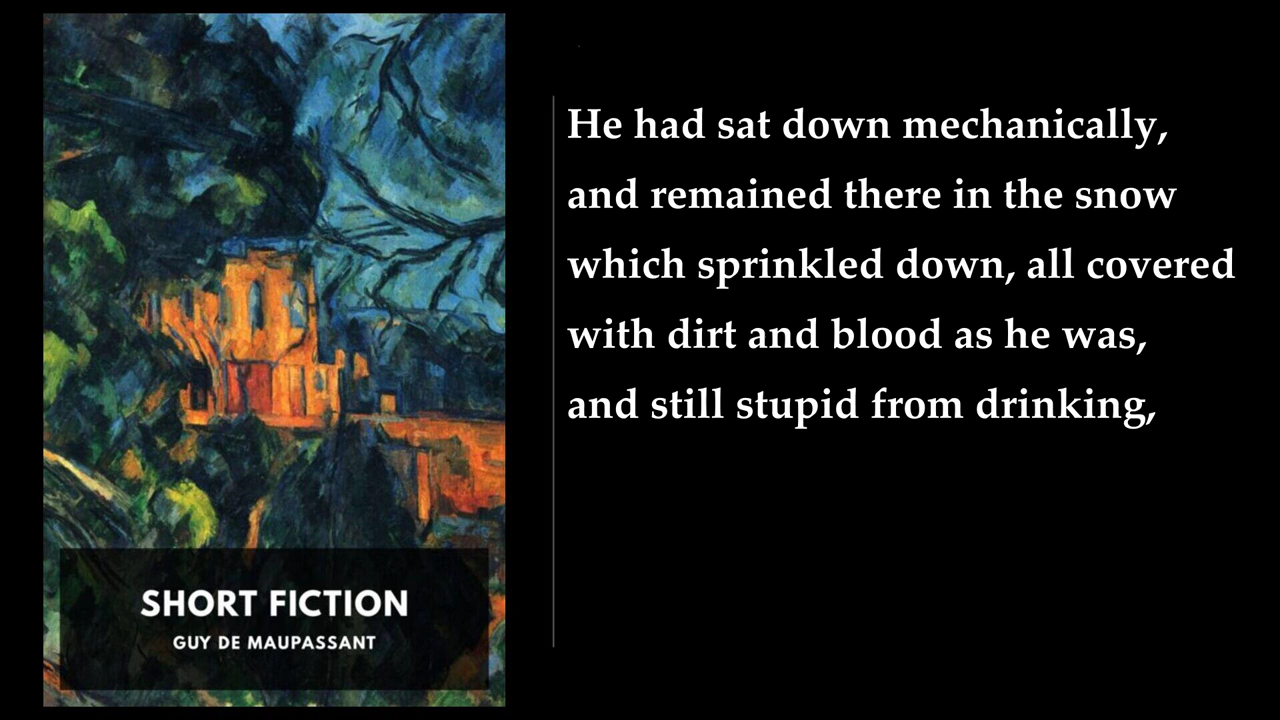 He had sat down mechanically,
and remained there in the snow
which sprinkled down, all covered
with dirt and blood as he was,
and still stupid from drinking,
SHORT FICTION
GUY DE MAUPASSANT